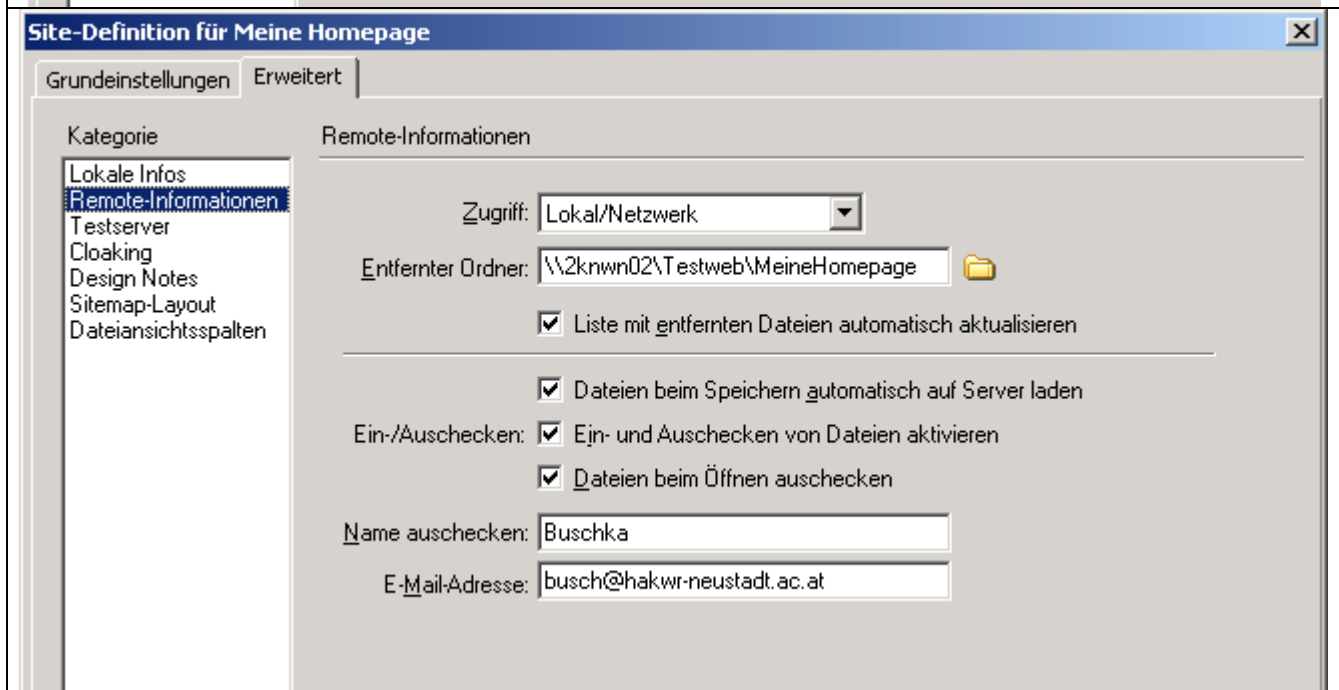 Site-Definition für Meine Homepage
Grundeinstellungen
Erweitert
Kategorie
Lokale Infos
Remote-Informationen
Testserver
Cloaking
Design Notes
Sitemap-Layout
Dateiansichtsspalten
Remote-Informationen
Zugriff: Lokal/Netzwerk
Entfernter Ordner: \\2knwn02\Testweb\MeineHomepage
Liste mit entfernten Dateien automatisch aktualisieren
Dateien beim Speichern automatisch auf Server laden
Ein-/Auschecken: Ein- und Auschecken von Dateien aktivieren
Dateien beim Öffnen auschecken
Name auschecken: Buschka
E-Mail-Adresse: busch@hakwr-neustadt.ac.at